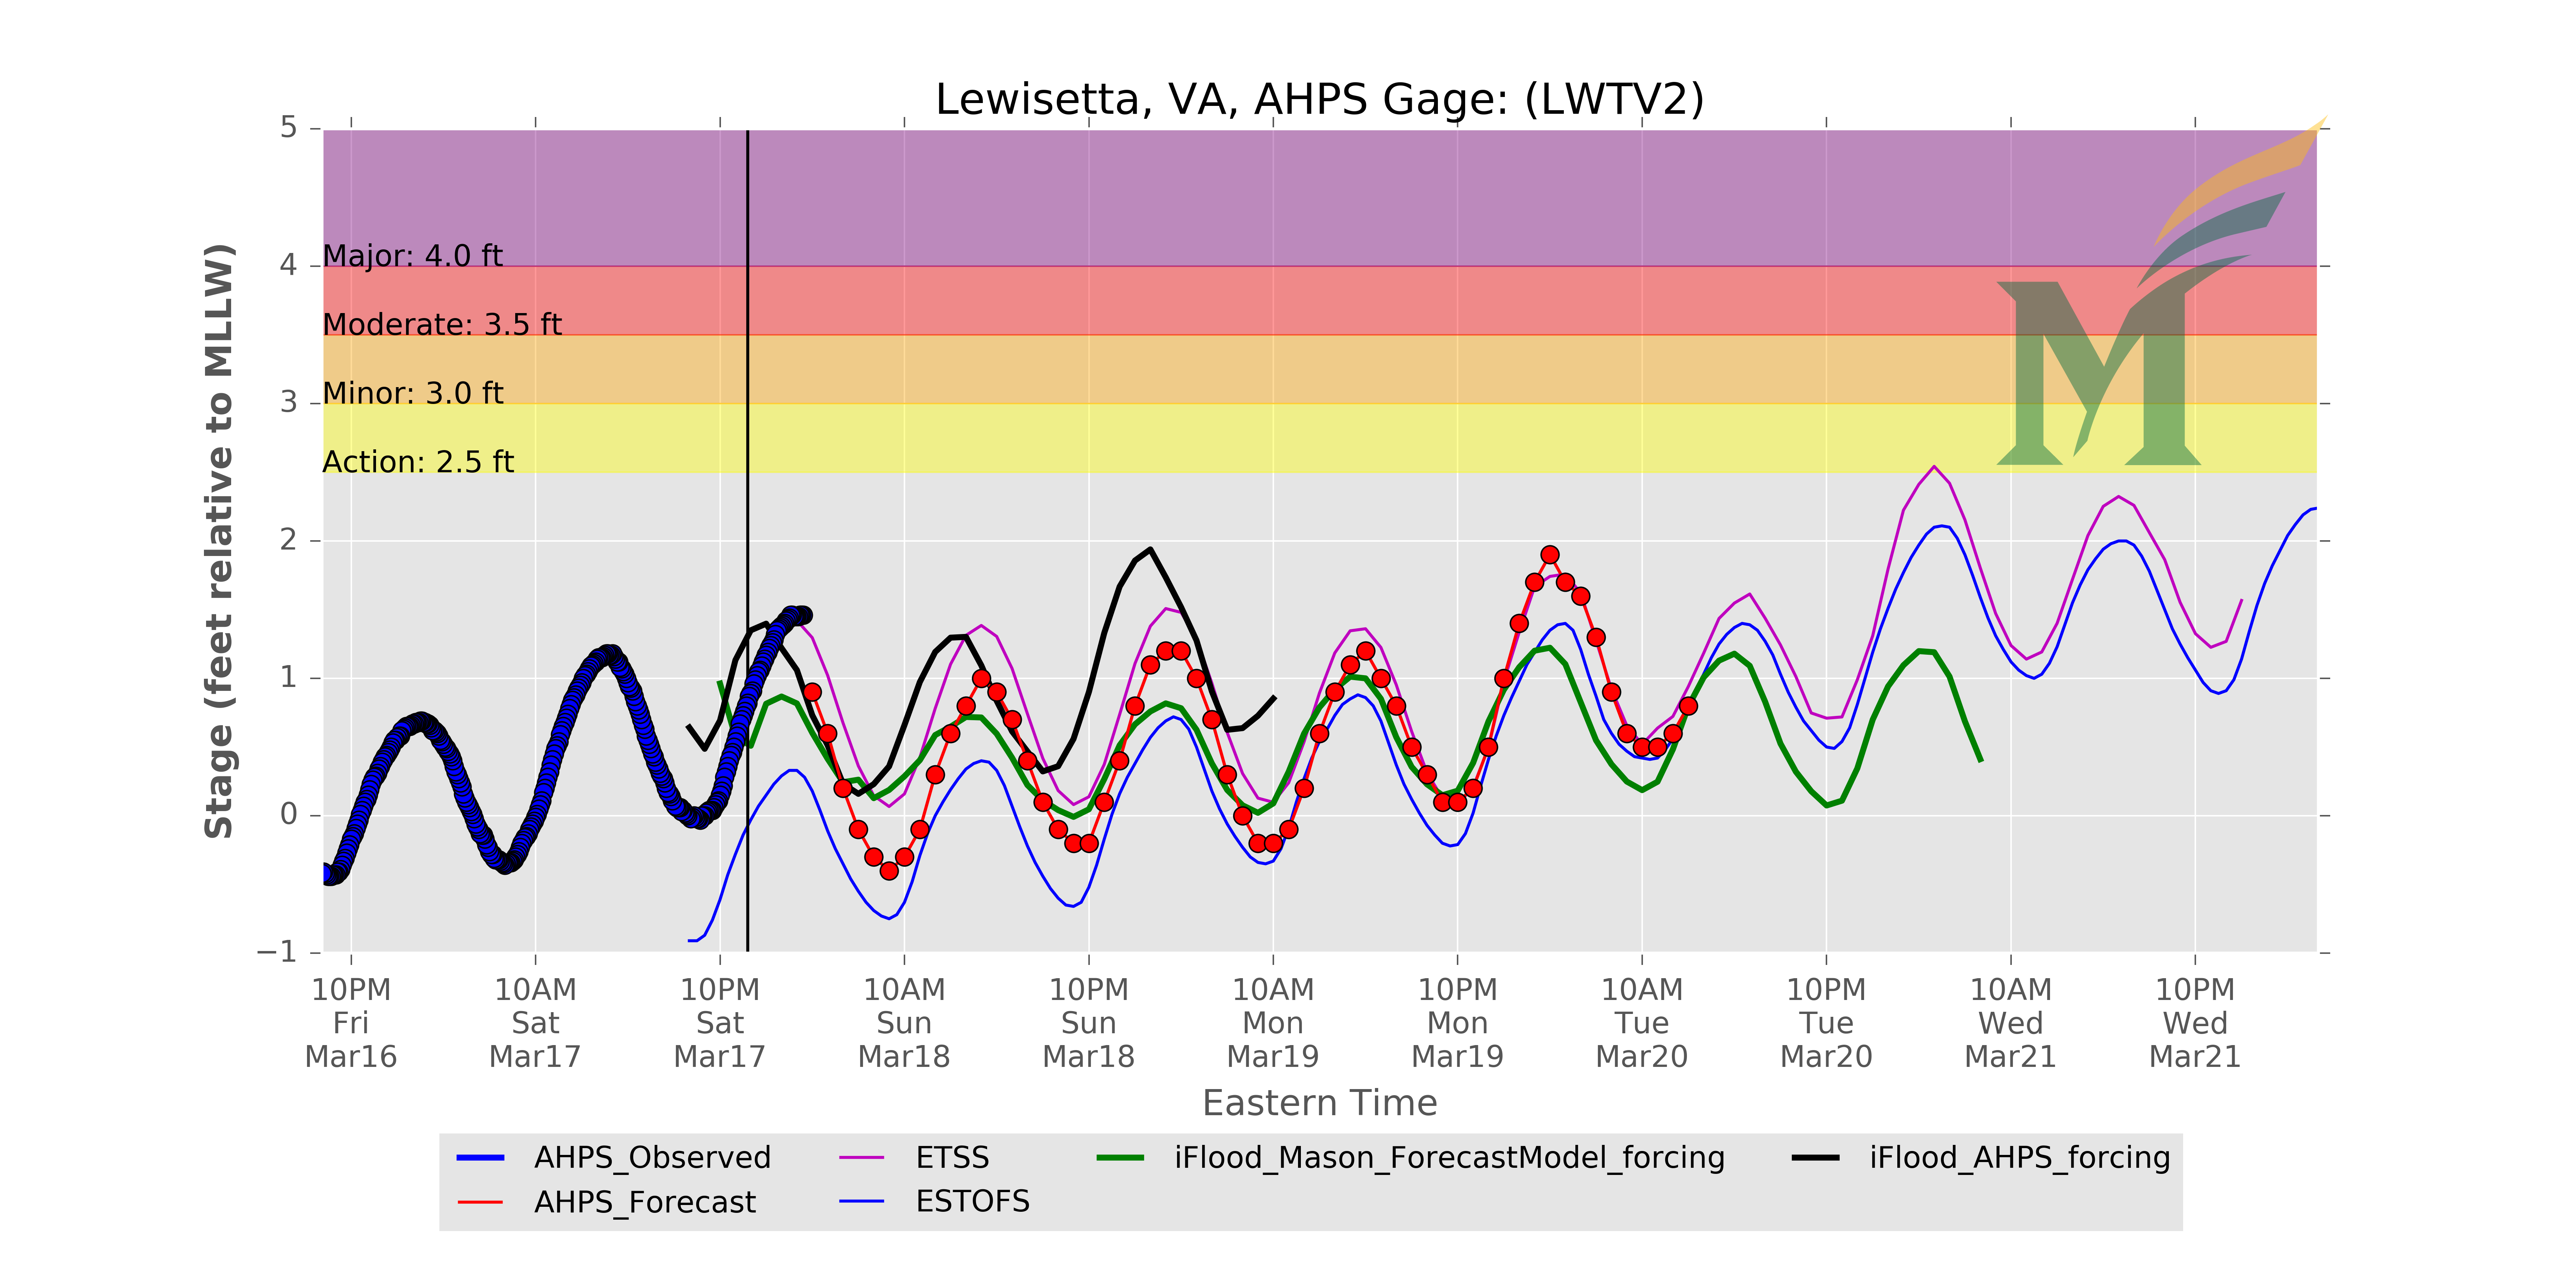 Lewisetta, VA, AHPS Gage: (LWTV2)
Stage (feet relative to MLLW)
5
4
3
2
1
0
−1
Major: 4.0 ft
Moderate: 3.5 ft
Minor: 3.0 ft
Action: 2.5 ft
M
10PM 10AM 10PM 10AM 10PM 10AM 10PM 10AM 10PM 10AM 10PM
Fri Sat Sat Sun Sun Mon Mon Tue Tue Wed Wed
Mar16 Mar17 Mar17 Mar18 Mar18 Mar19 Mar19 Mar20 Mar20 Mar21 Mar21
Eastern Time
AHPS_Observed ETSS iFlood_Mason_ForecastModel_forcing iFlood_AHPS_forcing
AHPS_Forecast ESTOFS